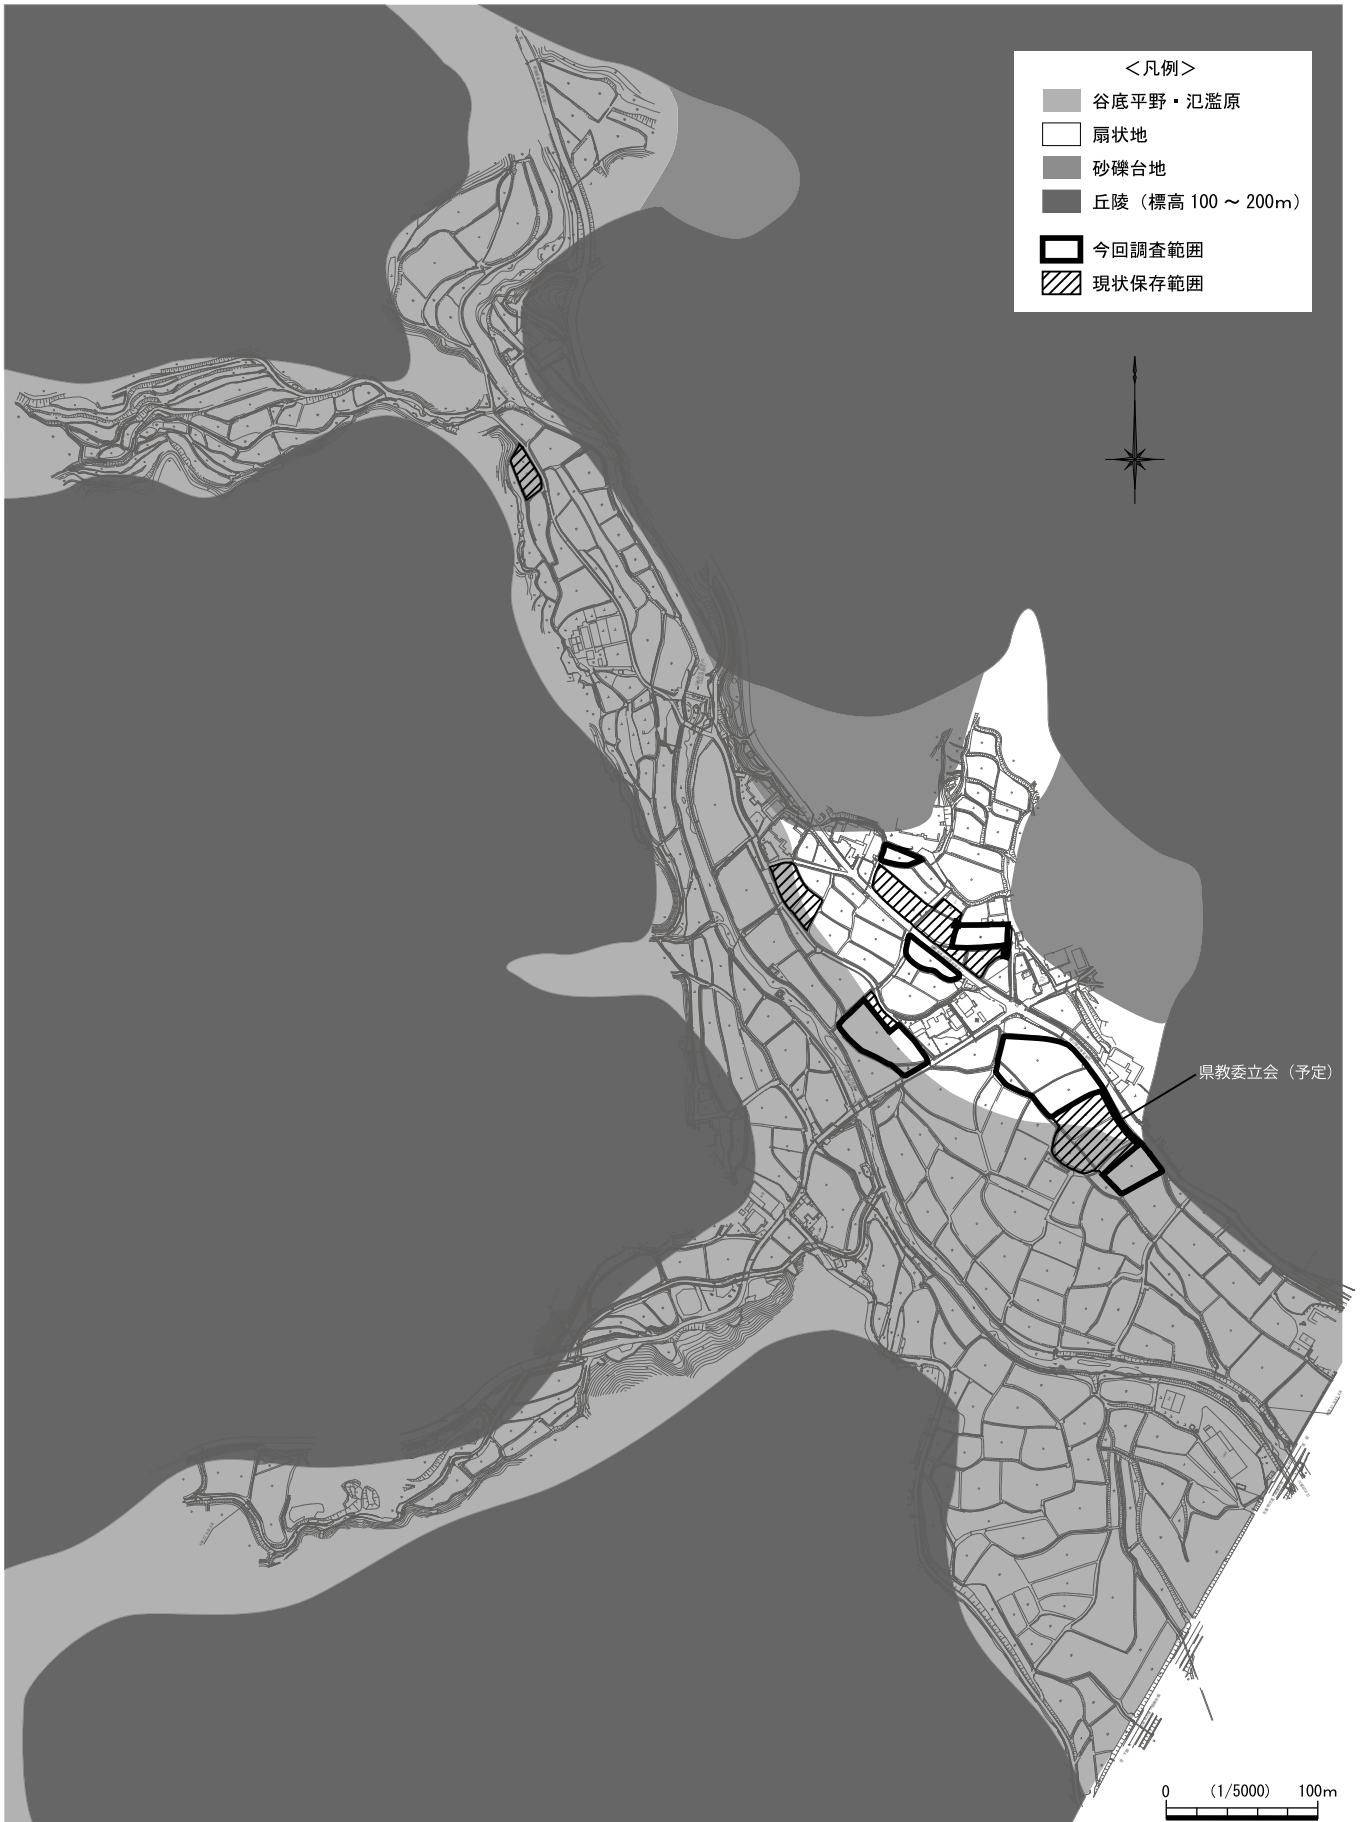 ＜凡例＞
谷底平野・氾濫原
扇状地
砂礫台地
丘陵（標高 100 ～ 200m）
今回調査範囲
現状保存範囲
県教委立会（予定）
0 (1/5000) 100m